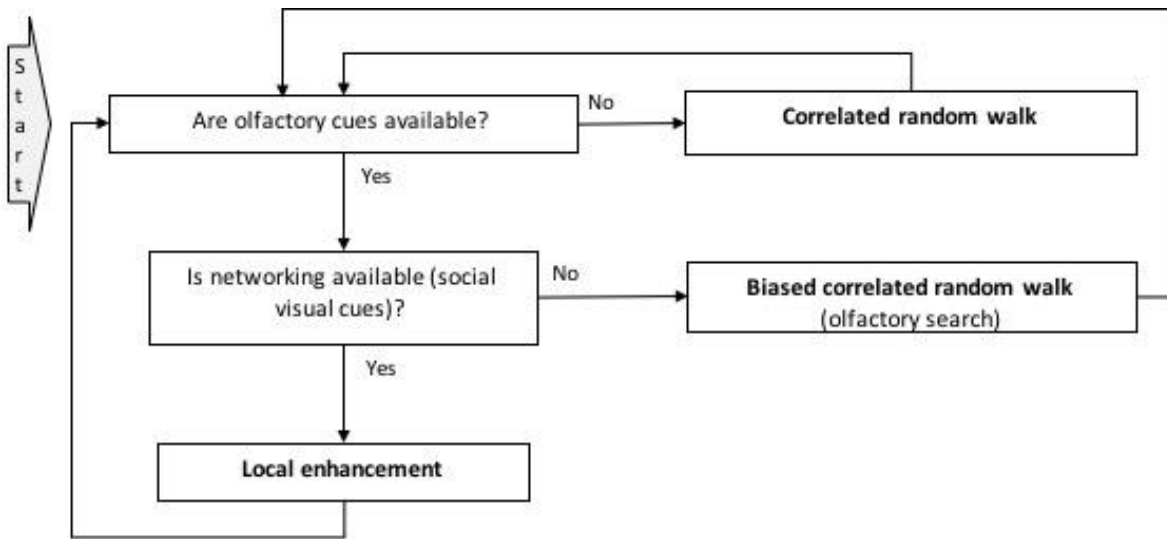 Start
Are olfactory cues available?
No
Correlated random walk
Yes
Is networking available (social
visual cues)?
No
Biased correlated random walk
(olfactory search)
Yes
Local enhancement